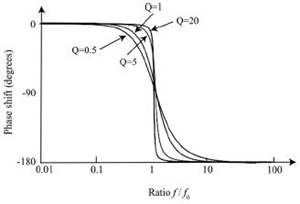 0
Q=1
Q=20
Q=0.5
Q=5
Phase shift (degrees)
-90
-180
0.01 0.1 1 10 100
Ratio f / f₀